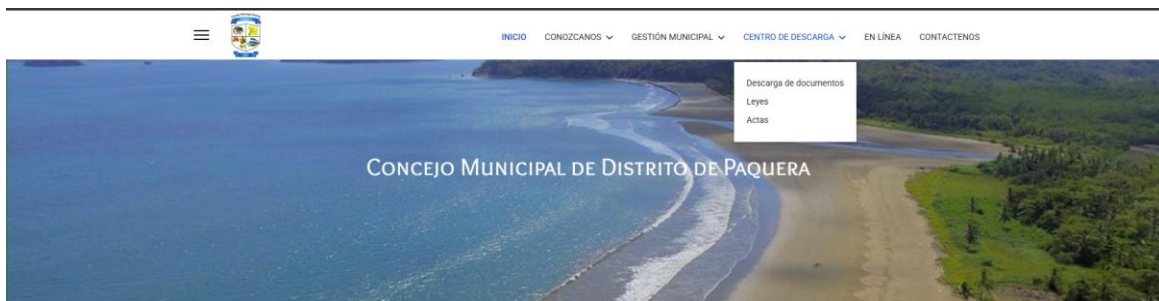 INICIO CONOZCANOS GESTIÓN MUNICIPAL CENTRO DE DESCARGA EN LÍNEA CONTACTENOS
Descarga de documentos
Leyes
Actas
CONCEJO MUNICIPAL DE DISTRITO DE PAQUERA